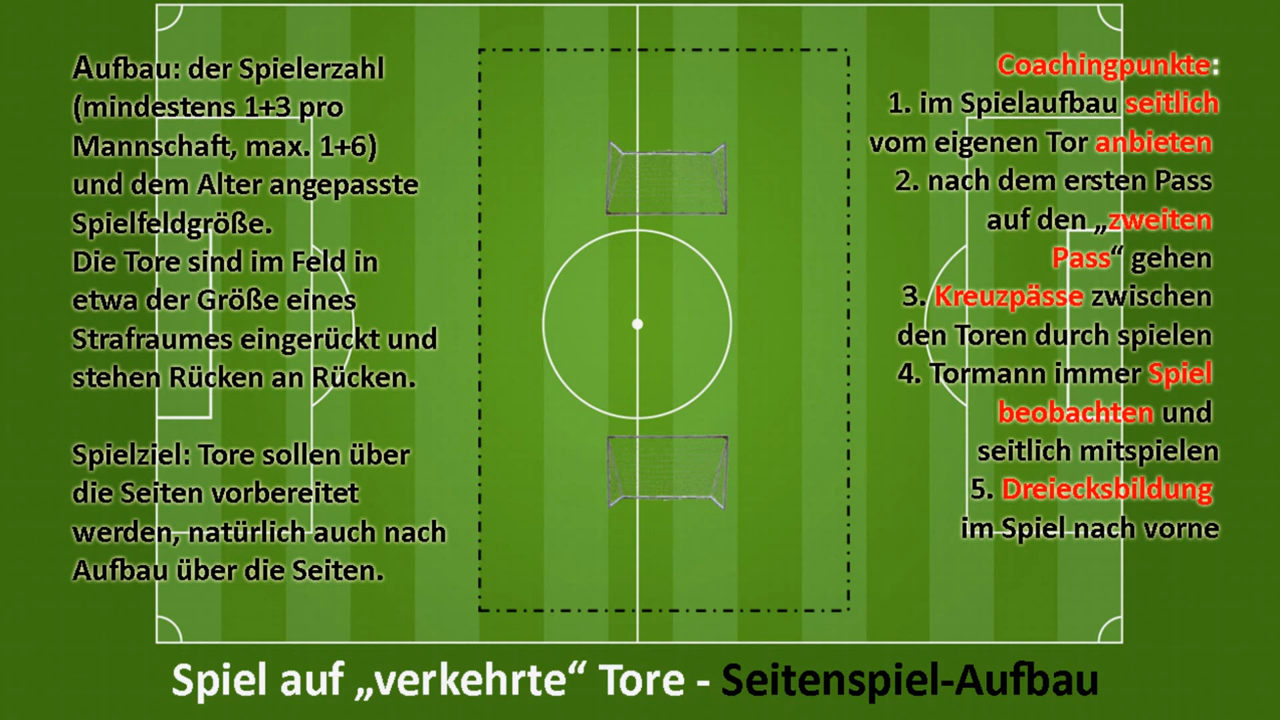 Aufbau: der Spielerzahl
(mindestens 1+3 pro
Mannschaft, max. 1+6)
und dem Alter angepasste
Spielfeldgröße.
Die Tore sind im Feld in
etwa der Größe eines
Strafraumes eingerückt und
stehen Rücken an Rücken.
Spielziel: Tore sollen über
die Seiten vorbereitet
werden, natürlich auch nach
Aufbau über die Seiten.
Coachingpunkte:
1. im Spielaufbau seitlich
vom eigenen Tor anbieten
2. nach dem ersten Pass
auf den „zweiten
Pass“ gehen
3. Kreuzpässe zwischen
den Toren durch spielen
4. Tormann immer Spiel
beobachten und
seitlich mitspielen
5. Dreiecksbildung
im Spiel nach vorne
Spiel auf „verkehrte“ Tore - Seitenspiel-Aufbau